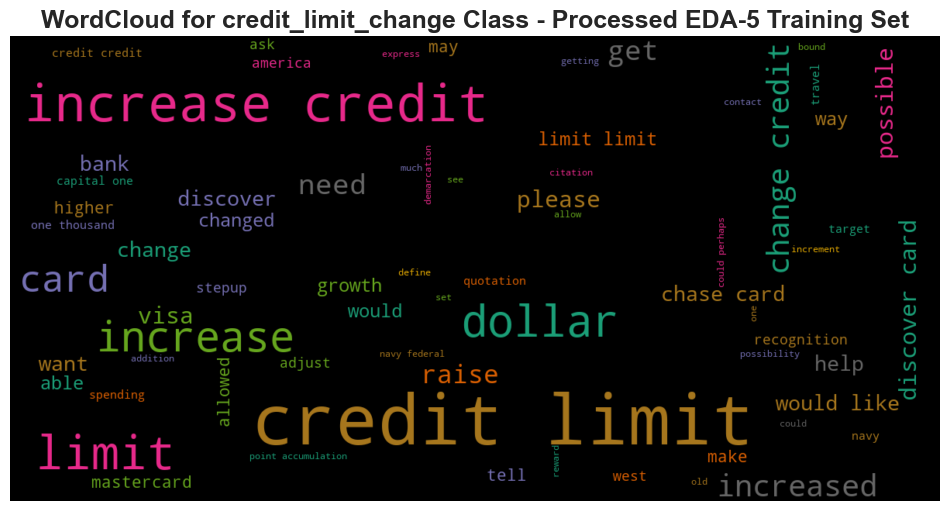 WordCloud for credit_limit_change Class - Processed EDA-5 Training Set
credit credit
ask
america
express
may
getting
get
bound
travel
contact
way
possible
increase credit
change credit
limit limit
bank
capital one
higher
one thousand
discover
changed
need
much
see
demarcation
citation
please
allow
could perhaps
target
increment
discover card
change
card
stepup
growth
define
set
quotation
would
dollar
chase card
one
visa
increase
addition
want
able
spending
allowed
adjust
navy federal
raise
recognition
possibility
help
would like
could
navy
credit limit
limit
mastercard
point accumulation
tell
reward
west
make
old
increased